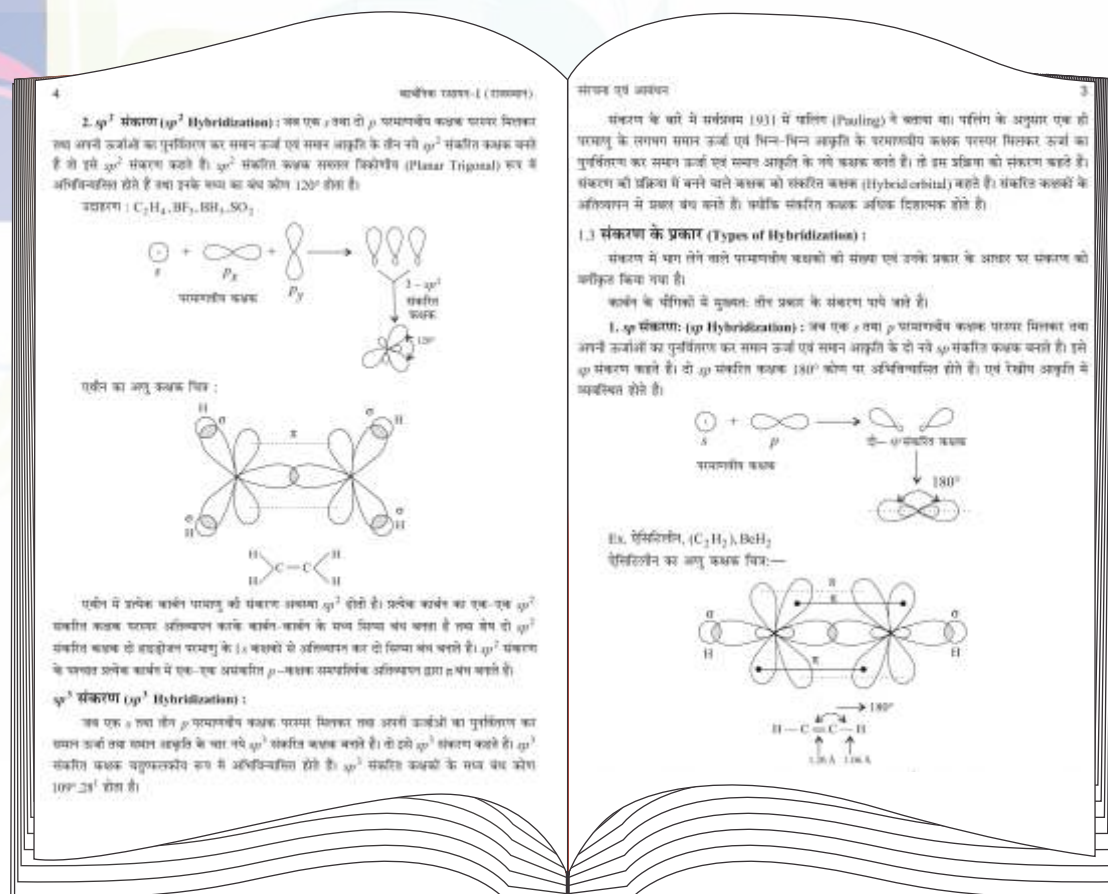 4
कार्बनिक रसायन-I (राजस्थान)
2. sp² संकरण (sp² Hybridization) : जब एक s तथा दो p परमाणवीय कक्षक परस्पर मिलकर
तथा अपनी ऊर्जाओं का पुनर्वितरण कर समान ऊर्जा एवं समान आकृति के तीन नये sp² संकरित कक्षक बनते
हैं तो इसे sp² संकरण कहते हैं। sp² संकरित कक्षक समतल त्रिकोणीय (Planar Trigonal) रूप में
अभिविन्यासित होते हैं तथा इनके मध्य का बंध कोण 120° होता है।
उदाहरण : C₂H₄, BF₃, BH₃, SO₂
s + pₓ + p_y
परमाणवीय कक्षक
3 – sp²
संकरित
कक्षक
120°
एथीन का अणु कक्षक चित्र :
H σ σ H
π
σ H σ H
H H
C=C
H H
एथीन में प्रत्येक कार्बन परमाणु की संकरण अवस्था sp² होती है। प्रत्येक कार्बन का एक-एक sp²
संकरित कक्षक परस्पर अतिव्यापन करके कार्बन-कार्बन के मध्य सिग्मा बंध बनता है तथा शेष दो sp²
संकरित कक्षक दो हाइड्रोजन परमाणु के 1s कक्षकों से अतिव्यापन कर दो सिग्मा बंध बनाते हैं। sp² संकरण
के पश्चात प्रत्येक कार्बन में एक-एक असंकरित p–कक्षक समपार्श्विक अतिव्यापन द्वारा π बंध बनाते हैं।
sp³ संकरण (sp³ Hybridization) :
जब एक s तथा तीन p परमाणवीय कक्षक परस्पर मिलकर तथा अपनी ऊर्जाओं का पुनर्वितरण कर
समान ऊर्जा तथा समान आकृति के चार नये sp³ संकरित कक्षक बनाते हैं। तो इसे sp³ संकरण कहते हैं। sp³
संकरित कक्षक चतुष्फलकीय रूप में अभिविन्यासित होते हैं। sp³ संकरित कक्षकों के मध्य बंध कोण
109°.28¹ होता है।
संरचना एवं आबंधन
3
संकरण के बारे में सर्वप्रथम 1931 में पालिंग (Pauling) ने बताया था। पालिंग के अनुसार एक ही
परमाणु के लगभग समान ऊर्जा एवं भिन्न-भिन्न आकृति के परमाणवीय कक्षक परस्पर मिलकर ऊर्जा का
पुनर्वितरण कर समान ऊर्जा एवं समान आकृति के नये कक्षक बनते हैं। तो इस प्रक्रिया को संकरण कहते हैं।
संकरण की प्रक्रिया में बनने वाले कक्षक को संकरित कक्षक (Hybrid orbital) कहते हैं। संकरित कक्षकों के
अतिव्यापन से प्रबल बंध बनते हैं। क्योंकि संकरित कक्षक अधिक दिशात्मक होते हैं।
1.3 संकरण के प्रकार (Types of Hybridization) :
संकरण में भाग लेने वाले परमाणवीय कक्षकों की संख्या एवं उनके प्रकार के आधार पर संकरण को
वर्गीकृत किया गया है।
कार्बन के यौगिकों में मुख्यत: तीन प्रकार के संकरण पाये जाते हैं।
1. sp संकरण: (sp Hybridization) : जब एक s तथा p परमाणवीय कक्षक परस्पर मिलकर तथा
अपनी ऊर्जाओं का पुनर्वितरण कर समान ऊर्जा एवं समान आकृति के दो नये sp संकरित कक्षक बनाते हैं। इसे
sp संकरण कहते हैं। दो sp संकरित कक्षक 180° कोण पर अभिविन्यासित होते हैं। एवं रेखीय आकृति में
व्यवस्थित होते हैं।
s + p
दो— sp संकरित कक्षक
परमाणवीय कक्षक
180°
Ex. ऐसिटिलीन, (C₂H₂), BeH₂
ऐसिटिलीन का अणु कक्षक चित्र:—
π
π
σ σ
H H
π
180°
H — C ≡ C — H
1.20 Å 1.06 Å